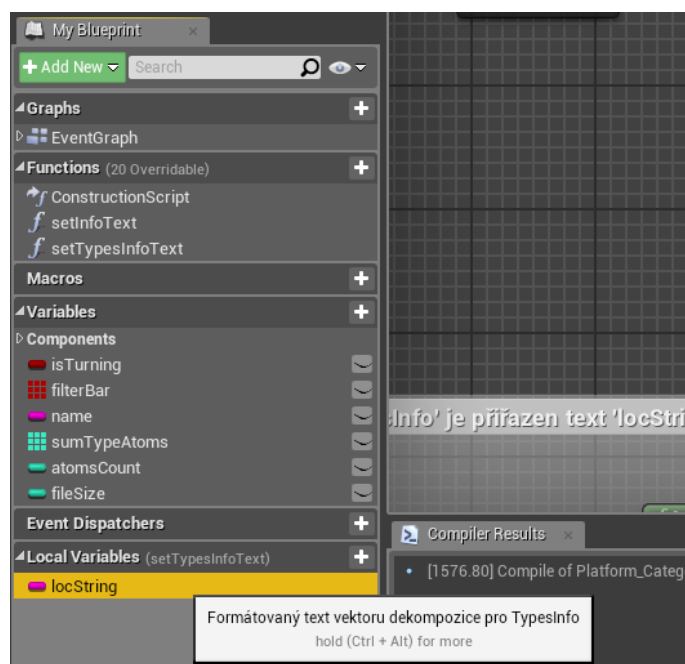 My Blueprint
Add New
Search
Graphs
EventGraph
Functions (20 Overridable)
ConstructionScript
setInfoText
setTypesInfoText
Macros
Variables
Components
isTurning
filterBar
name
sumTypeAtoms
atomsCount
fileSize
Event Dispatchers
Local Variables (setTypesInfoText)
locString
Info' je přiřazen text 'locStri
Compiler Results
[1576.80] Compile of Platform_Categ
Formátovaný text vektoru dekompozice pro TypesInfo
hold (Ctrl + Alt) for more